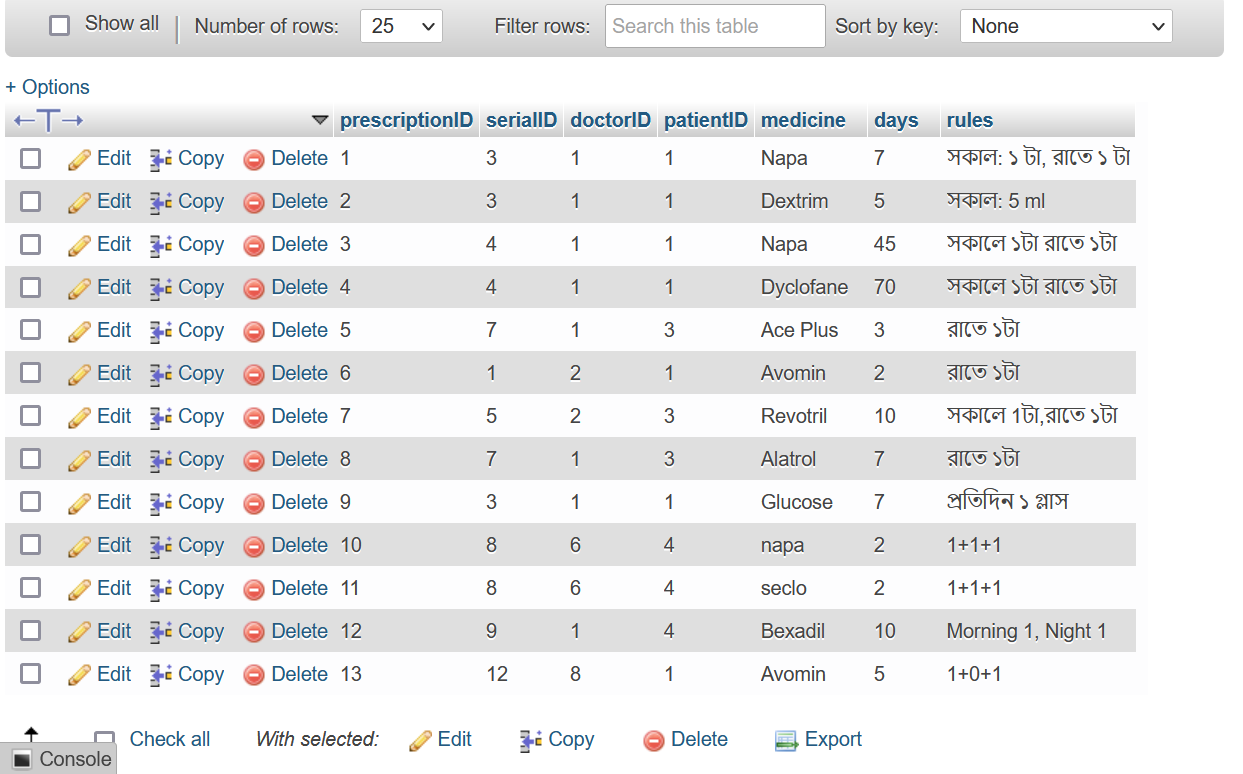 Show all Number of rows: 25 Filter rows: Search this table Sort by key: None
+ Options
←T→ prescriptionID serialID doctorID patientID medicine days rules
Edit Copy Delete 1 3 1 1 Napa 7 সকাল: ১ টা, রাতে ১ টা
Edit Copy Delete 2 3 1 1 Dextrim 5 সকাল: 5 ml
Edit Copy Delete 3 4 1 1 Napa 45 সকালে ১টা রাতে ১টা
Edit Copy Delete 4 4 1 1 Dyclofane 70 সকালে ১টা রাতে ১টা
Edit Copy Delete 5 7 1 3 Ace Plus 3 রাতে ১টা
Edit Copy Delete 6 1 2 1 Avomin 2 রাতে ১টা
Edit Copy Delete 7 5 2 3 Revotril 10 সকালে 1টা,রাতে ১টা
Edit Copy Delete 8 7 1 3 Alatrol 7 রাতে ১টা
Edit Copy Delete 9 3 1 1 Glucose 7 প্রতিদিন ১ গ্লাস
Edit Copy Delete 10 8 6 4 napa 2 1+1+1
Edit Copy Delete 11 8 6 4 seclo 2 1+1+1
Edit Copy Delete 12 9 1 4 Bexadil 10 Morning 1, Night 1
Edit Copy Delete 13 12 8 1 Avomin 5 1+0+1
Check all With selected: Edit Copy Delete Export
Console